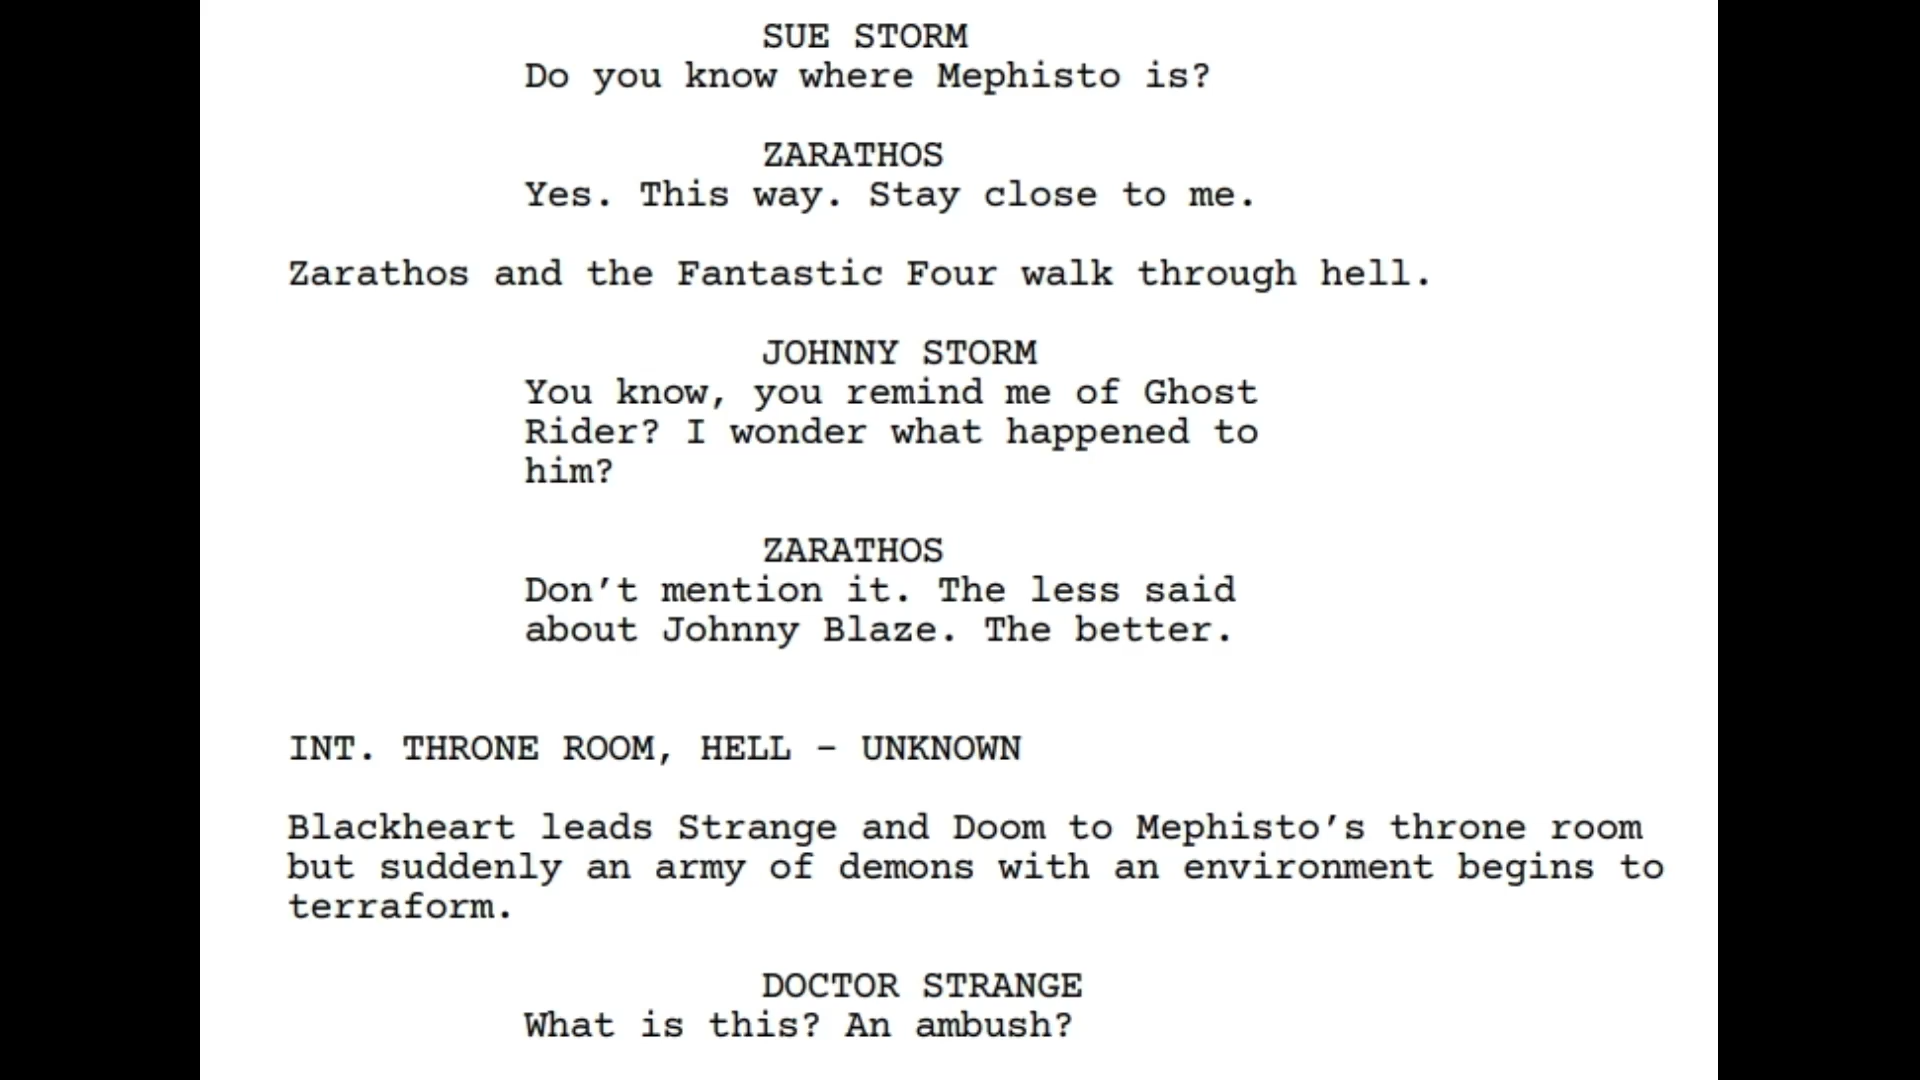 SUE STORM
Do you know where Mephisto is?
ZARATHOS
Yes. This way. Stay close to me.
Zarathos and the Fantastic Four walk through hell.
JOHNNY STORM
You know, you remind me of Ghost
Rider? I wonder what happened to
him?
ZARATHOS
Don’t mention it. The less said
about Johnny Blaze. The better.
INT. THRONE ROOM, HELL – UNKNOWN
Blackheart leads Strange and Doom to Mephisto’s throne room
but suddenly an army of demons with an environment begins to
terraform.
DOCTOR STRANGE
What is this? An ambush?